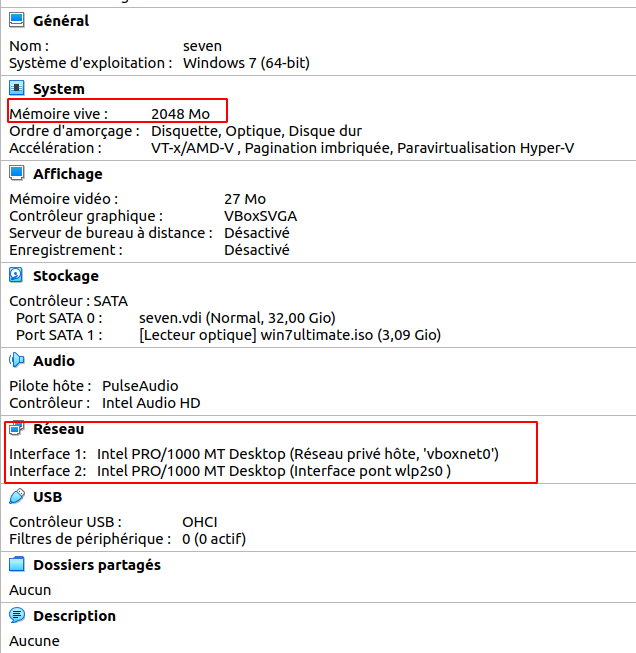 Général
Nom : seven
Système d'exploitation : Windows 7 (64-bit)
System
Mémoire vive : 2048 Mo
Ordre d'amorçage : Disquette, Optique, Disque dur
Accélération : VT-x/AMD-V , Pagination imbriquée, Paravirtualisation Hyper-V
Affichage
Mémoire vidéo : 27 Mo
Contrôleur graphique : VBoxSVGA
Serveur de bureau à distance : Désactivé
Enregistrement : Désactivé
Stockage
Contrôleur : SATA
Port SATA 0 : seven.vdi (Normal, 32,00 Gio)
Port SATA 1 : [Lecteur optique] win7ultimate.iso (3,09 Gio)
Audio
Pilote hôte : PulseAudio
Contrôleur : Intel Audio HD
Réseau
Interface 1: Intel PRO/1000 MT Desktop (Réseau privé hôte, 'vboxnet0')
Interface 2: Intel PRO/1000 MT Desktop (Interface pont wlp2s0 )
USB
Contrôleur USB : OHCI
Filtres de périphérique : 0 (0 actif)
Dossiers partagés
Aucun
Description
Aucune